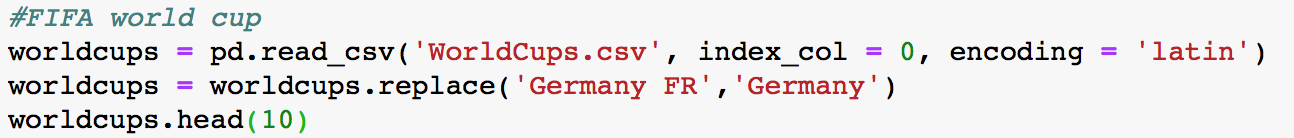 #FIFA world cup
worldcups = pd.read_csv('WorldCups.csv', index_col = 0, encoding = 'latin')
worldcups = worldcups.replace('Germany FR','Germany')
worldcups.head(10)